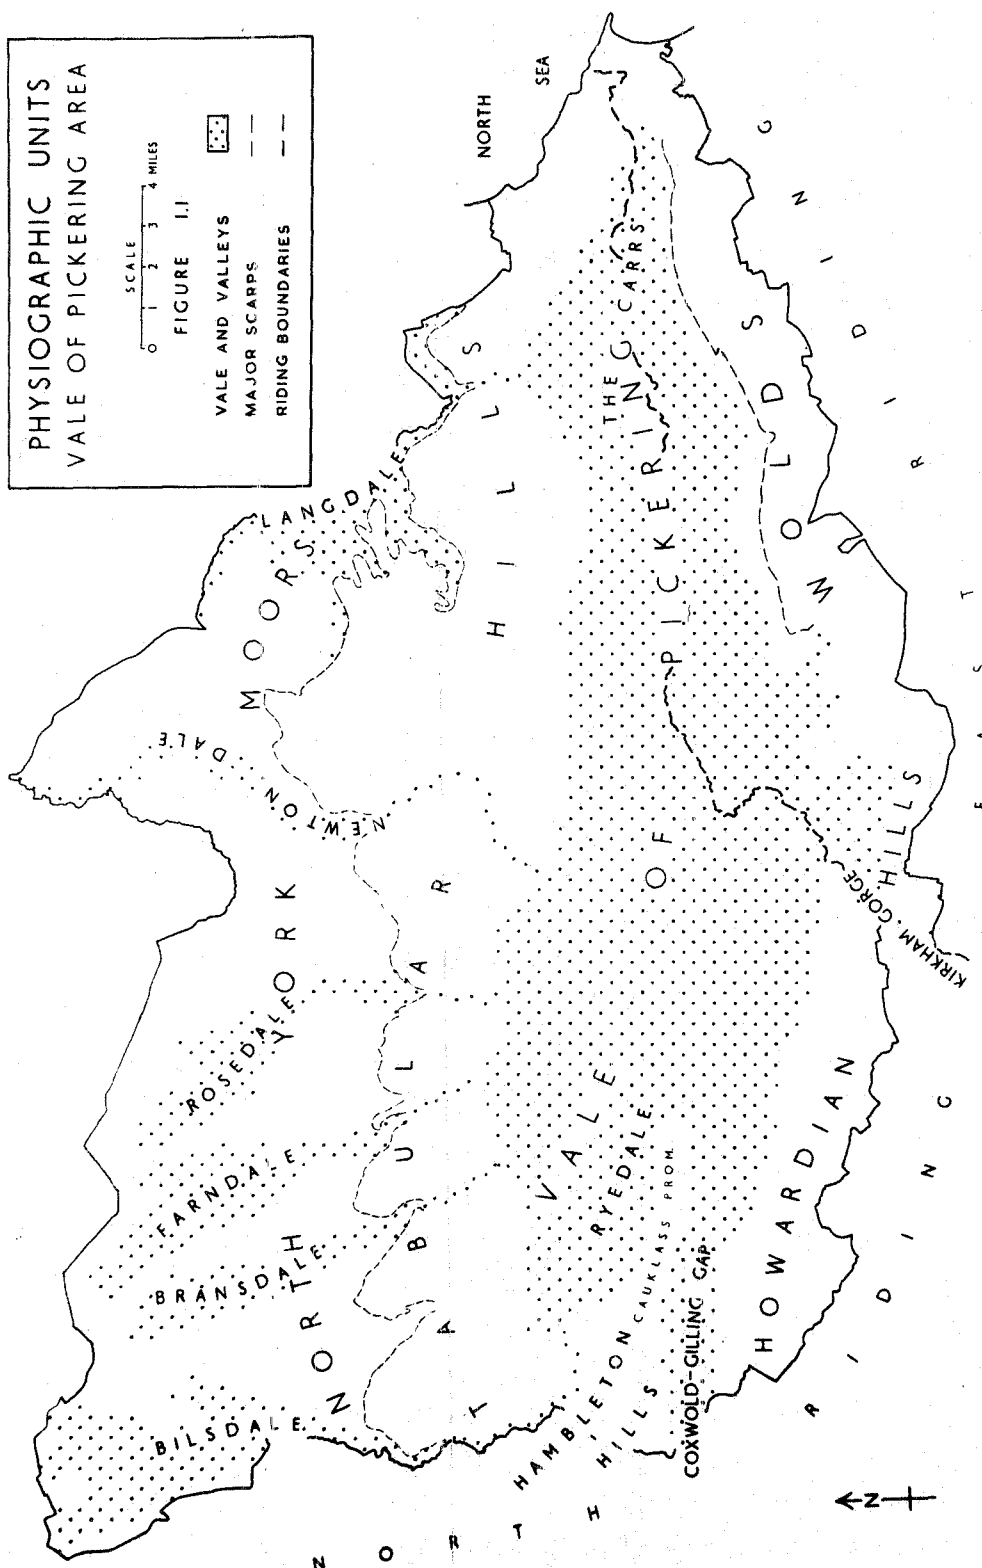 PHYSIOGRAPHIC UNITS
VALE OF PICKERING AREA
SCALE
0 1 2 3 4 MILES
FIGURE 1.1
VALE AND VALLEYS
MAJOR SCARPS
RIDING BOUNDARIES
NORTH
SEA
BILSDALE
BRANSDALE
FARNDALE
ROSEDALE
NEWTON DALE
LANGDALE
NORTH YORK MOORS
TABULAR HILLS
HAMBLETON
HILLS
CAUKLASS PROM.
RYEDALE
VALE OF PICKERING
THE CARRS
COXWOLD-GILLING GAP
HOWARDIAN HILLS
KIRKHAM GORGE
WOLDS
NORTH RIDING
EAST RIDING
N